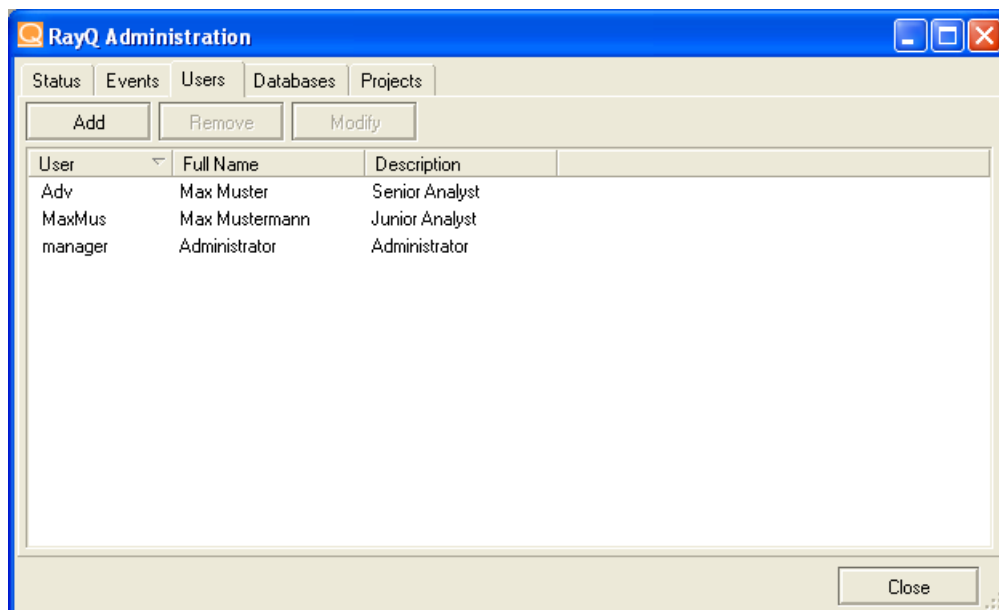 RayQ Administration
Status Events Users Databases Projects
Add Remove Modify
User Full Name Description
Adv Max Muster Senior Analyst
MaxMus Max Mustermann Junior Analyst
manager Administrator Administrator
Close